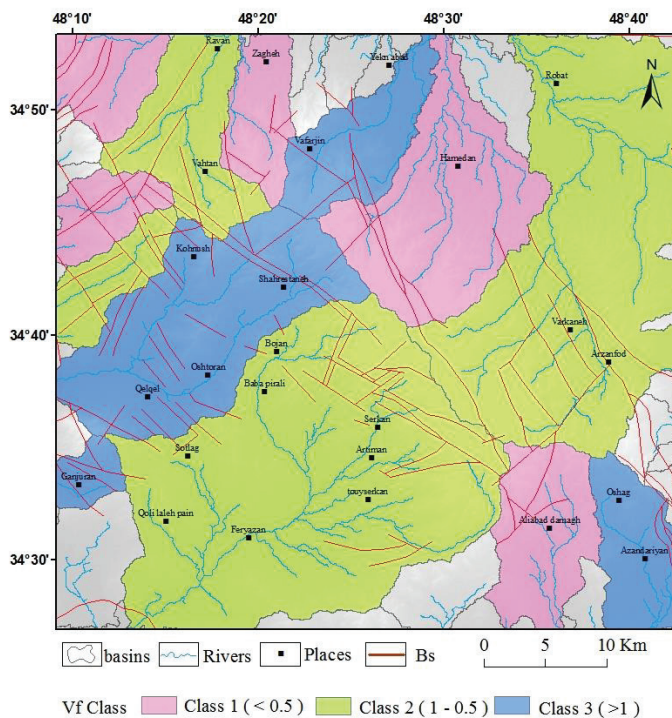 48°10' 48°20' 48°30' 48°40'
Ravan
Zagheh
Yekn'abad
Robat
N
34°50'
Vafarjin
Vahtan
Hamedan
Kohnush
Shahrestaneh
34°40'
Varkaneh
Bojan
Arzanfod
Oshtoran
Baba pirali
Qelqel
Serkan
Sotlag
Artiman
Ganjuran
touyserkan
Oshag
Qoli laleh pain
Aliabad damagh
Feryazan
34°30'
Azandariyan
basins Rivers Places Bs
0 5 10 Km
Vf Class Class 1 ( < 0.5 ) Class 2 ( 1 - 0.5 ) Class 3 ( >1 )